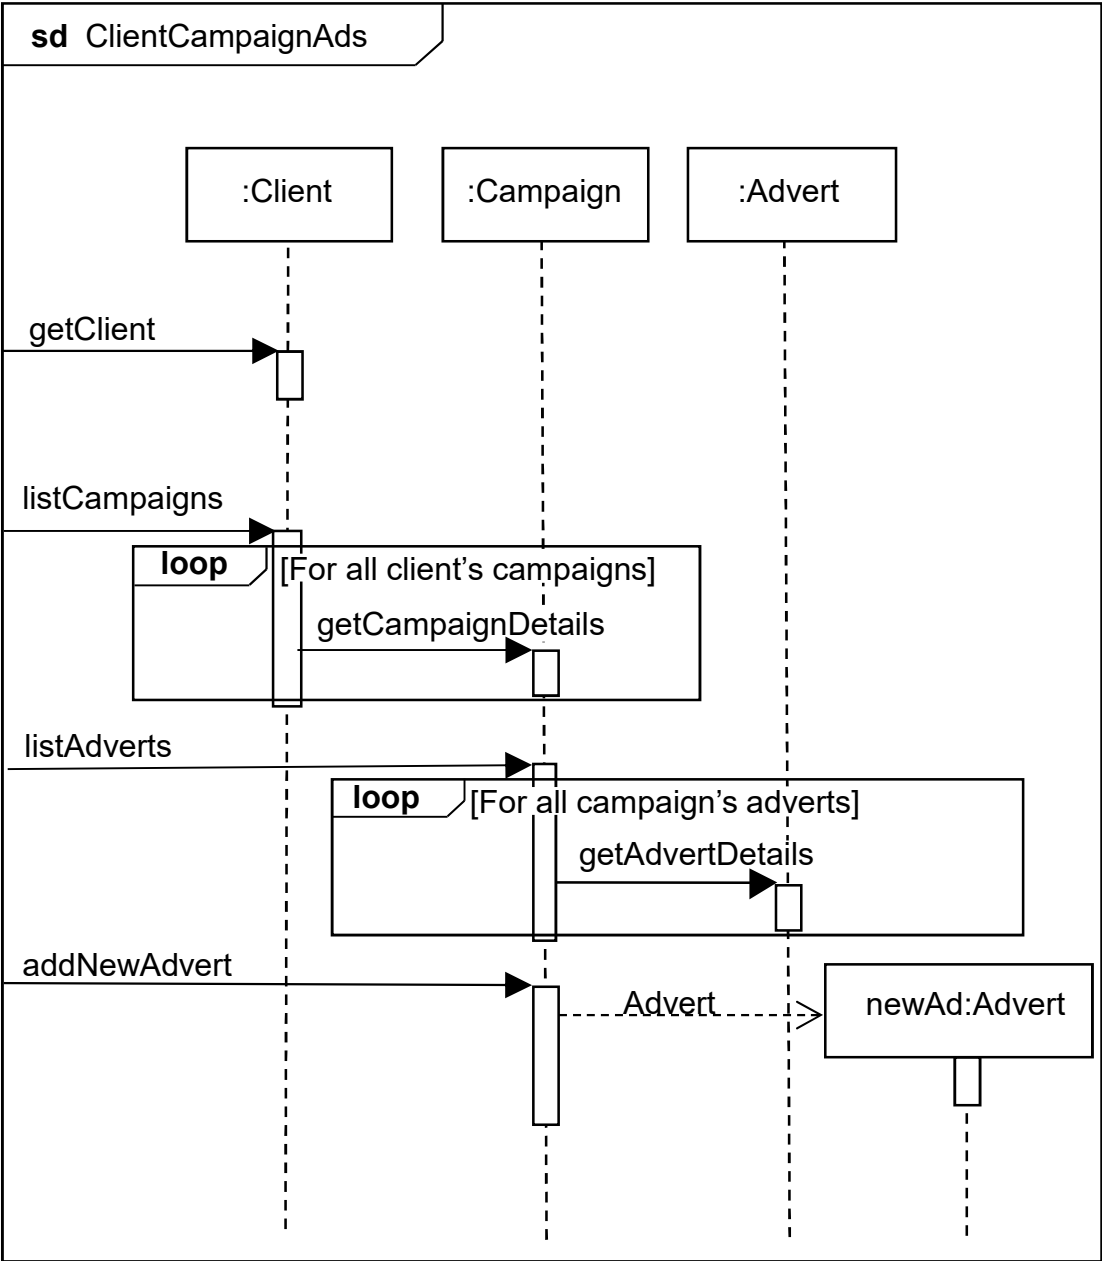 sd ClientCampaignAds
:Client
:Campaign
:Advert
getClient
listCampaigns
loop
[For all client’s campaigns]
getCampaignDetails
listAdverts
loop
[For all campaign’s adverts]
getAdvertDetails
addNewAdvert
Advert
newAd:Advert